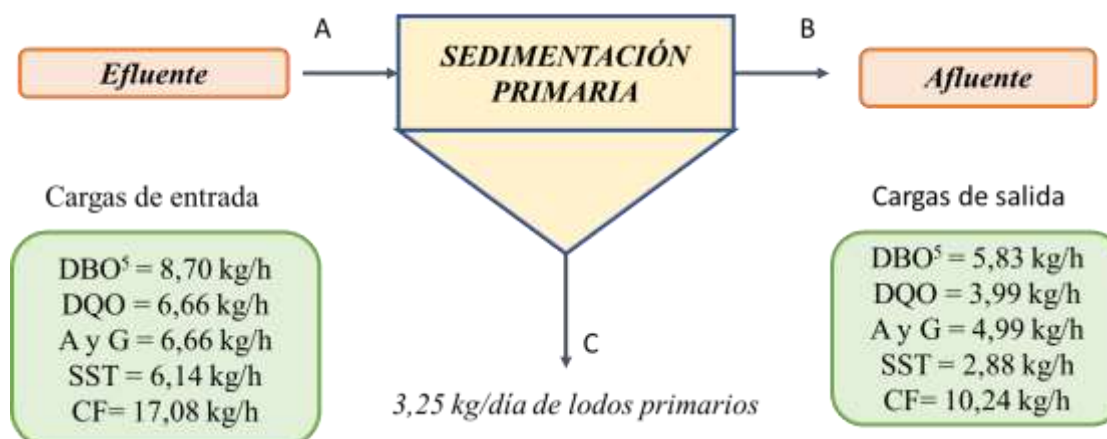 A
B
SEDIMENTACIÓN
PRIMARIA
Efluente
Afluente
Cargas de entrada
DBO⁵ = 8,70 kg/h
DQO = 6,66 kg/h
A y G = 6,66 kg/h
SST = 6,14 kg/h
CF= 17,08 kg/h
C
3,25 kg/día de lodos primarios
Cargas de salida
DBO⁵ = 5,83 kg/h
DQO = 3,99 kg/h
A y G = 4,99 kg/h
SST = 2,88 kg/h
CF= 10,24 kg/h